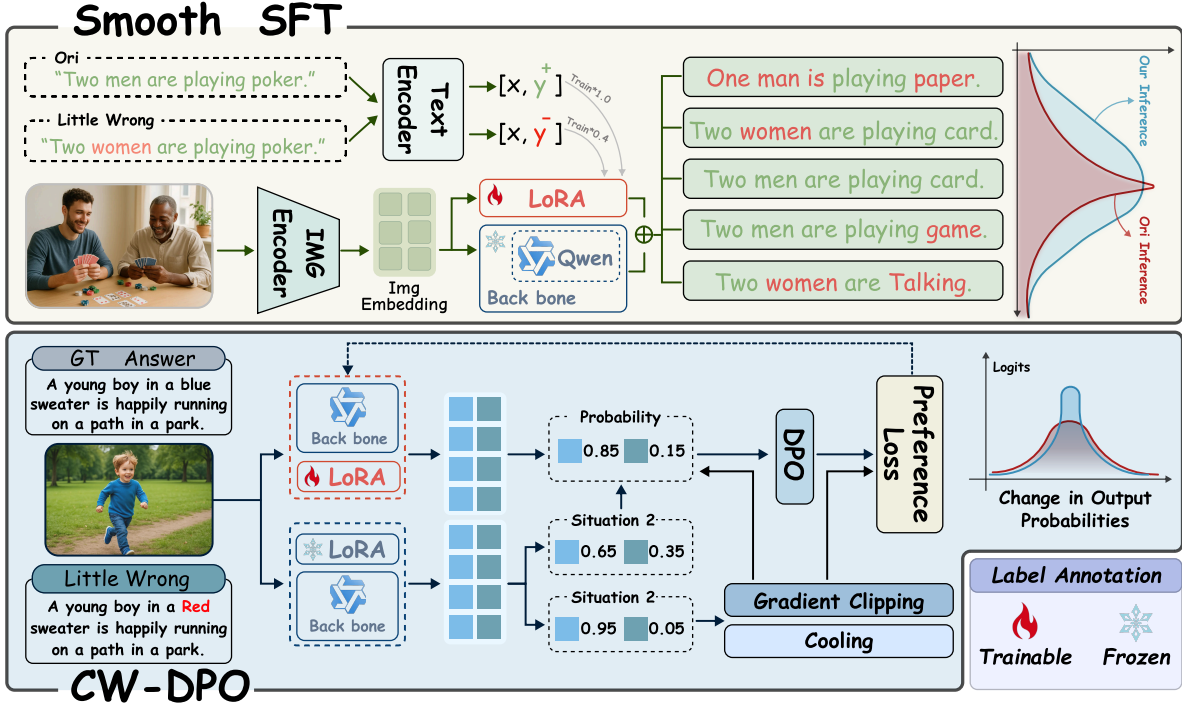 Smooth SFT
Ori
“Two men are playing poker.”
Little Wrong
“Two women are playing poker.”
Text
Encoder
[x, y+]
[x, y-]
Train*1.0
Train*0.4
IMG
Encoder
Img
Embedding
LoRA
Qwen
Back bone
One man is playing paper.
Two women are playing card.
Two men are playing card.
Two men are playing game.
Two women are Talking.
Our Inference
Ori Inference
GT Answer
A young boy in a blue
sweater is happily running
on a path in a park.
Little Wrong
A young boy in a Red
sweater is happily running
on a path in a park.
CW-DPO
Back bone
LoRA
LoRA
Back bone
Probability
0.85 0.15
Situation 2
0.65 0.35
Situation 2
0.95 0.05
DPO
Preference
Loss
Gradient Clipping
Cooling
Logits
Change in Output
Probabilities
Label Annotation
Trainable Frozen